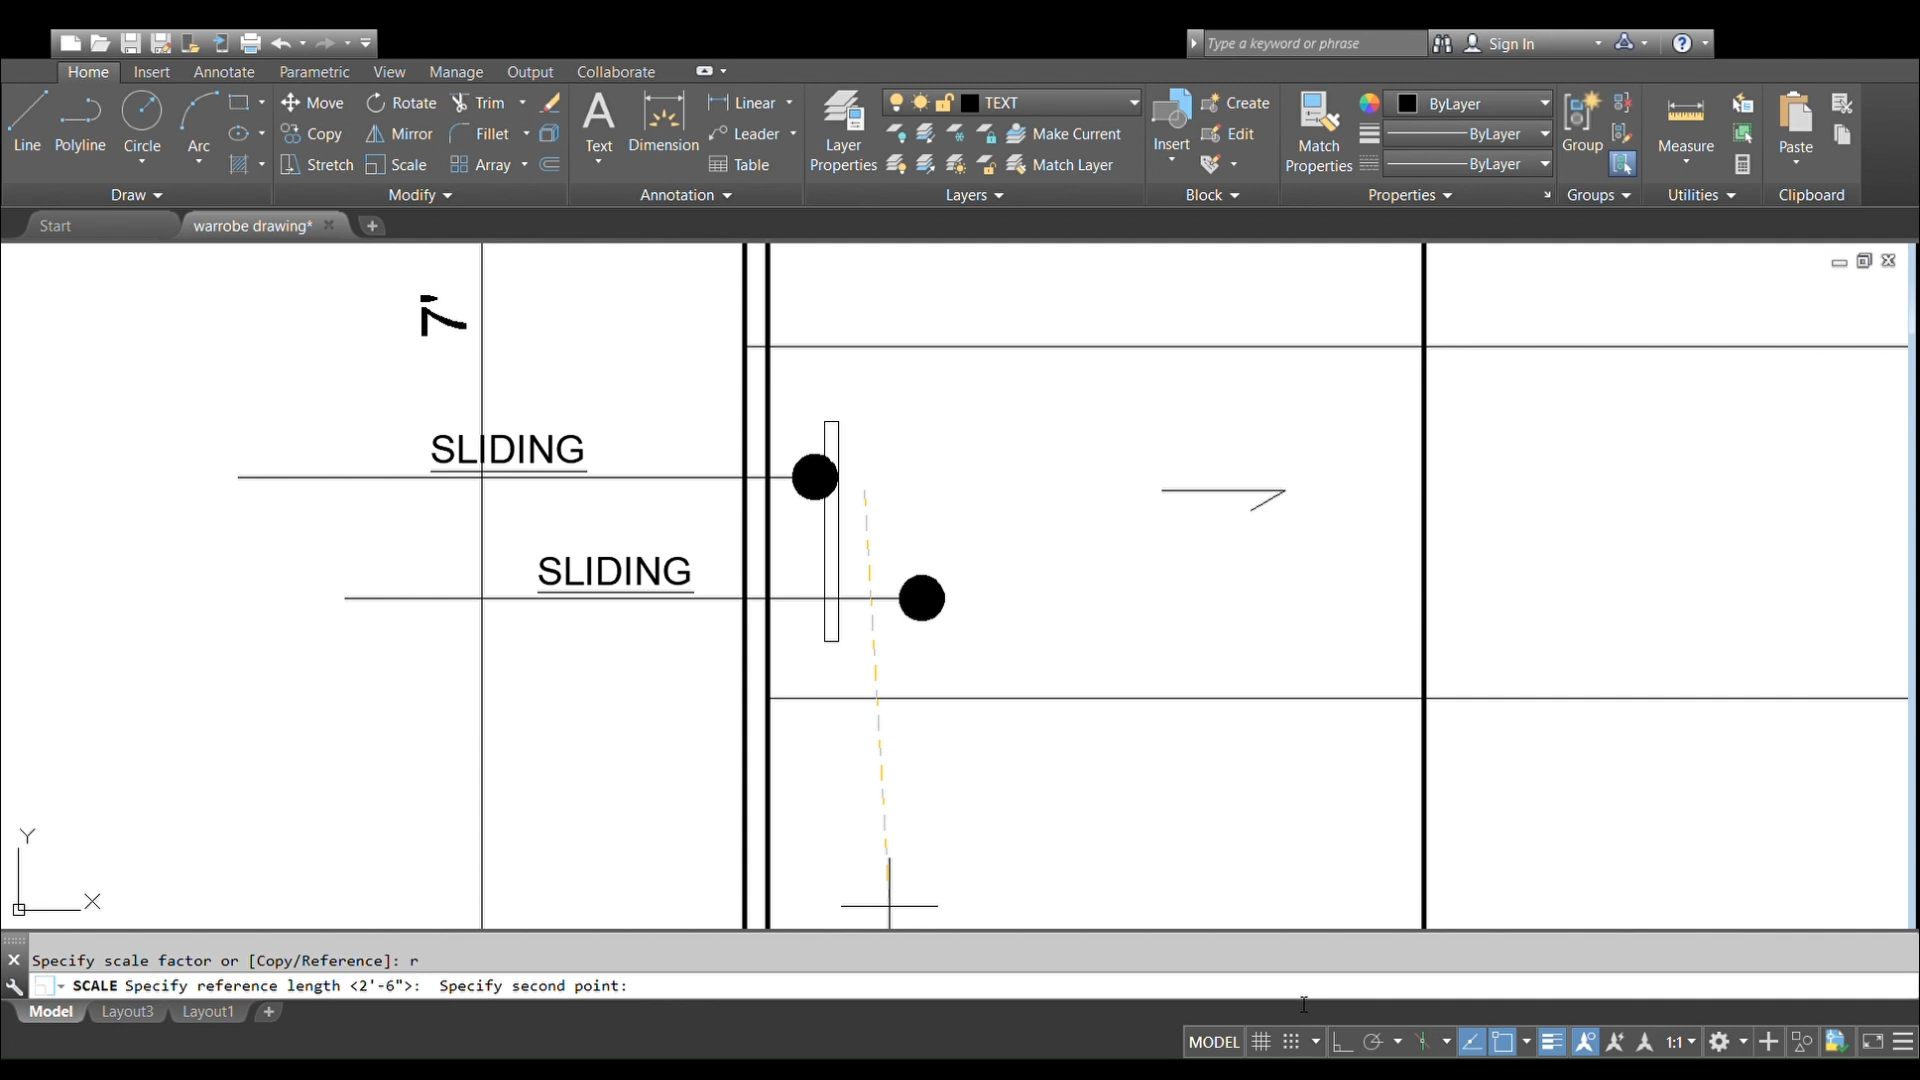 Type a keyword or phrase Sign In
Home Insert Annotate Parametric View Manage Output Collaborate
Line Polyline Circle Arc
Move Rotate Trim
Copy Mirror Fillet
Stretch Scale Array
Text Dimension
Linear
Leader
Table
Layer Properties
TEXT
Make Current
Match Layer
Insert
Create
Edit
Match Properties
ByLayer
ByLayer
ByLayer
Group
Measure
Paste
Draw Modify Annotation Layers Block Properties Groups Utilities Clipboard
Start warrobe drawing*
7'
SLIDING
SLIDING
Y
X
Specify scale factor or [Copy/Reference]: r
SCALE Specify reference length <2'-6">: Specify second point:
Model Layout3 Layout1
MODEL 1:1